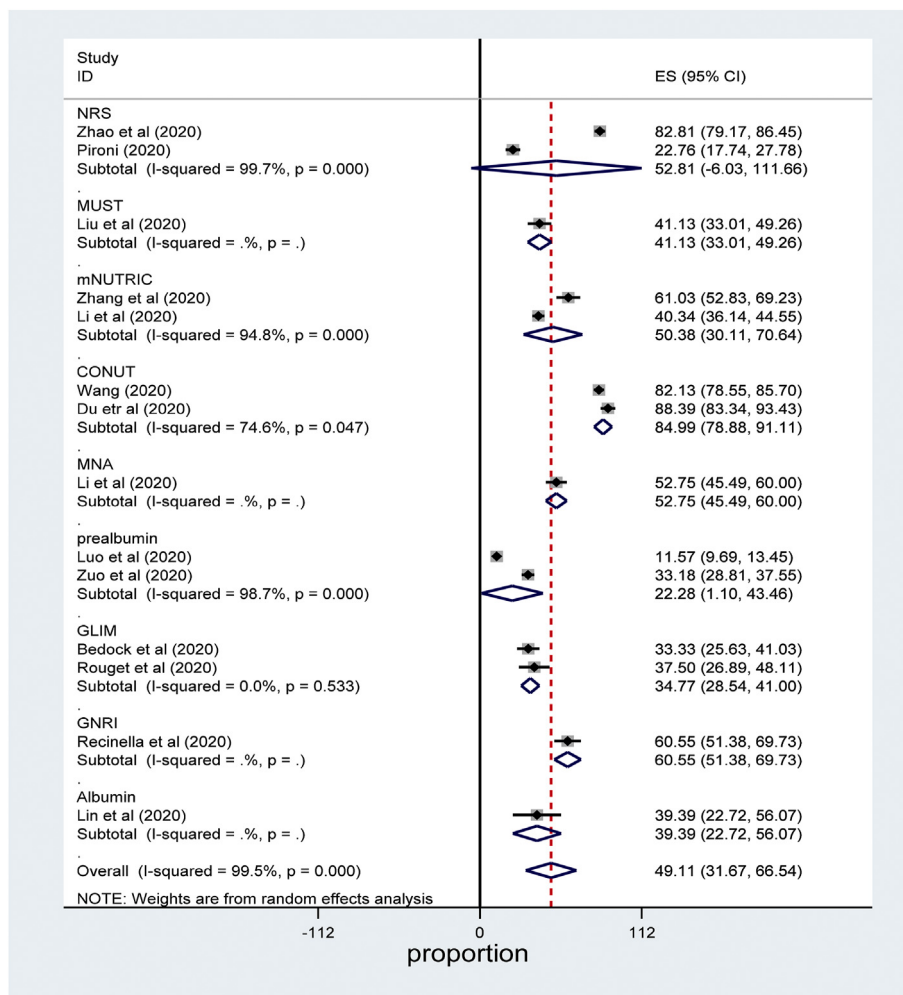 Study
ID ES (95% CI)
NRS
Zhao et al (2020) 82.81 (79.17, 86.45)
Pironi (2020) 22.76 (17.74, 27.78)
Subtotal (I-squared = 99.7%, p = 0.000) 52.81 (-6.03, 111.66)
.
MUST
Liu et al (2020) 41.13 (33.01, 49.26)
Subtotal (I-squared = .%, p = .) 41.13 (33.01, 49.26)
.
mNUTRIC
Zhang et al (2020) 61.03 (52.83, 69.23)
Li et al (2020) 40.34 (36.14, 44.55)
Subtotal (I-squared = 94.8%, p = 0.000) 50.38 (30.11, 70.64)
.
CONUT
Wang (2020) 82.13 (78.55, 85.70)
Du etr al (2020) 88.39 (83.34, 93.43)
Subtotal (I-squared = 74.6%, p = 0.047) 84.99 (78.88, 91.11)
.
MNA
Li et al (2020) 52.75 (45.49, 60.00)
Subtotal (I-squared = .%, p = .) 52.75 (45.49, 60.00)
.
prealbumin
Luo et al (2020) 11.57 (9.69, 13.45)
Zuo et al (2020) 33.18 (28.81, 37.55)
Subtotal (I-squared = 98.7%, p = 0.000) 22.28 (1.10, 43.46)
.
GLIM
Bedock et al (2020) 33.33 (25.63, 41.03)
Rouget et al (2020) 37.50 (26.89, 48.11)
Subtotal (I-squared = 0.0%, p = 0.533) 34.77 (28.54, 41.00)
.
GNRI
Recinella et al (2020) 60.55 (51.38, 69.73)
Subtotal (I-squared = .%, p = .) 60.55 (51.38, 69.73)
.
Albumin
Lin et al (2020) 39.39 (22.72, 56.07)
Subtotal (I-squared = .%, p = .) 39.39 (22.72, 56.07)
.
Overall (I-squared = 99.5%, p = 0.000) 49.11 (31.67, 66.54)
NOTE: Weights are from random effects analysis
-112 0 112
proportion